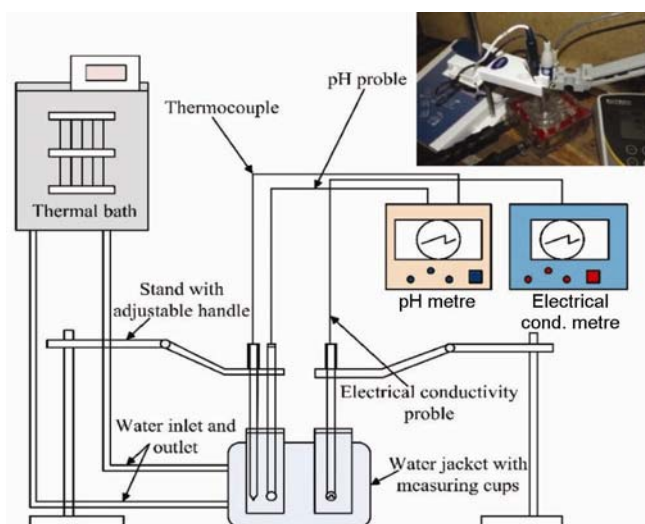 Thermocouple
pH proble
Thermal bath
Stand with
adjustable handle
pH metre
Electrical
cond. metre
Electrical conductivity
proble
Water inlet and
outlet
Water jacket with
measuring cups